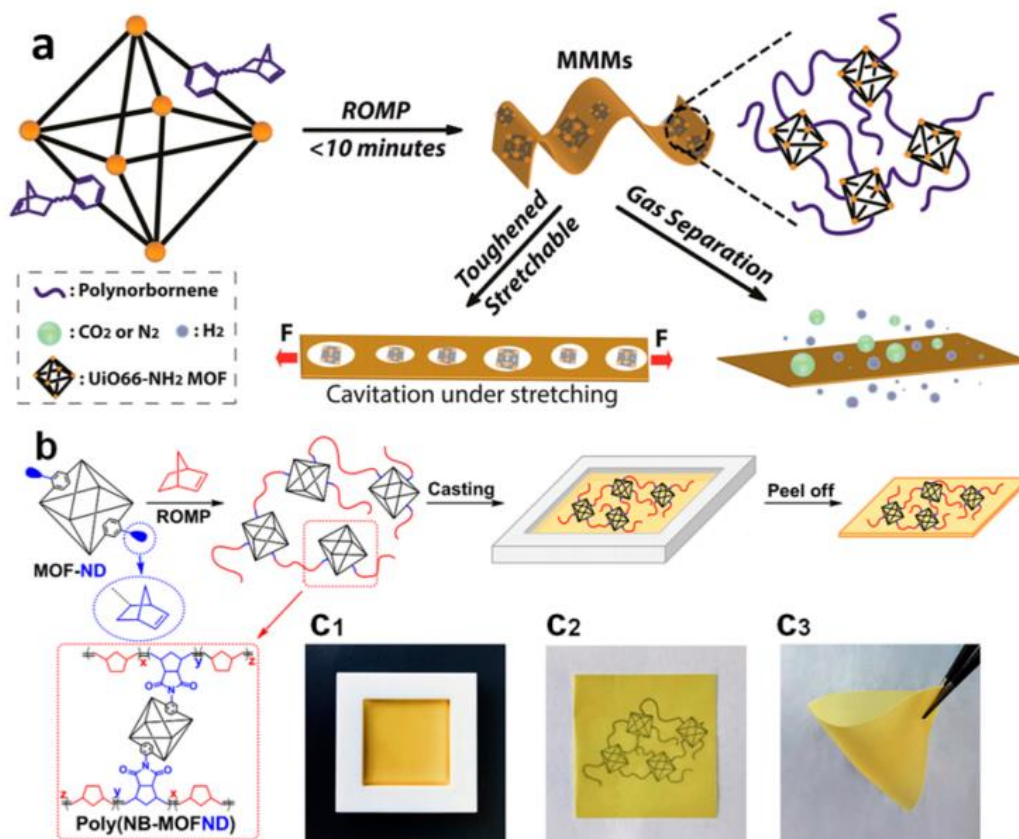 a
ROMP
<10 minutes
MMMs
Toughened
Stretchable
Gas Separation
: Polynorbornene
: CO2 or N2
: H2
: UiO66-NH2 MOF
F
F
Cavitation under stretching
b
ROMP
MOF-ND
Casting
Peel off
x
y
z
O
N
O
O
N
O
z
y
x
Poly(NB-MOFND)
C1
C2
C3